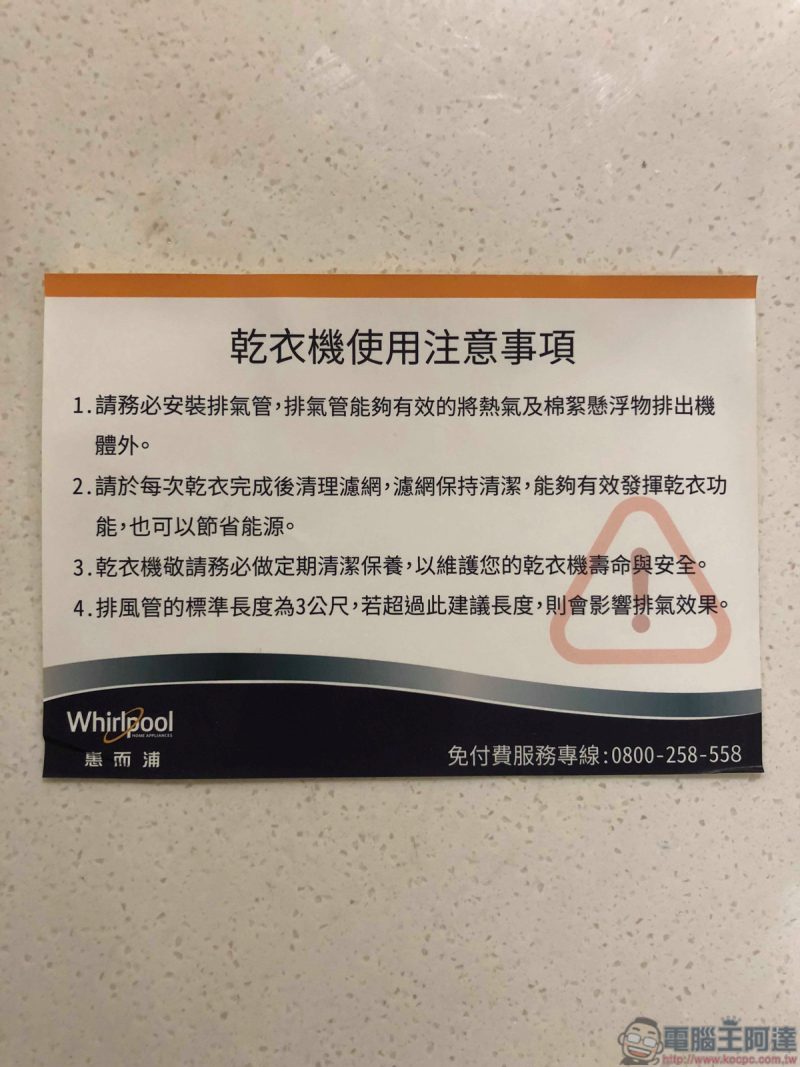 乾衣機使用注意事項
1.請務必安裝排氣管,排氣管能夠有效的將熱氣及棉絮懸浮物排出機
體外。
2.請於每次乾衣完成後清理濾網,濾網保持清潔,能夠有效發揮乾衣功
能,也可以節省能源。
3.乾衣機敬請務必做定期清潔保養,以維護您的乾衣機壽命與安全。
4.排風管的標準長度為3公尺,若超過此建議長度,則會影響排氣效果。
Whirlpool
HOME APPLIANCES
惠而浦
免付費服務專線:0800-258-558
電腦王阿達
http://www.kocpc.com.tw